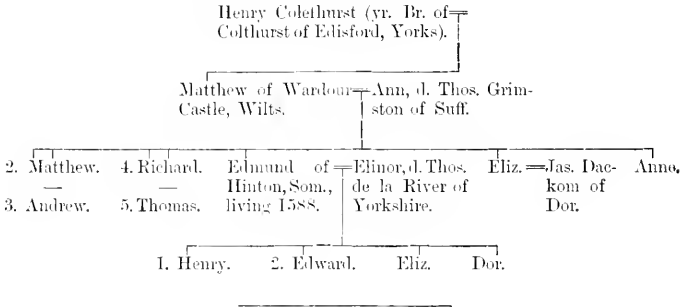 Henry Colethurst (yr. Br. of
Colthurst of Edisford, Yorks).
Matthew of Wardour Ann, d. Thos. Grim-
Castle, Wilts. ston of Suff.
2. Matthew. 4. Richard. Edmund of Elinor, d. Thos. Eliz. Jas. Dac- Anne.
— — Hinton, Som., de la River of kom of
3. Andrew. 5. Thomas. living 1588. Yorkshire. Dor.
1. Henry. 2. Edward. Eliz. Dor.